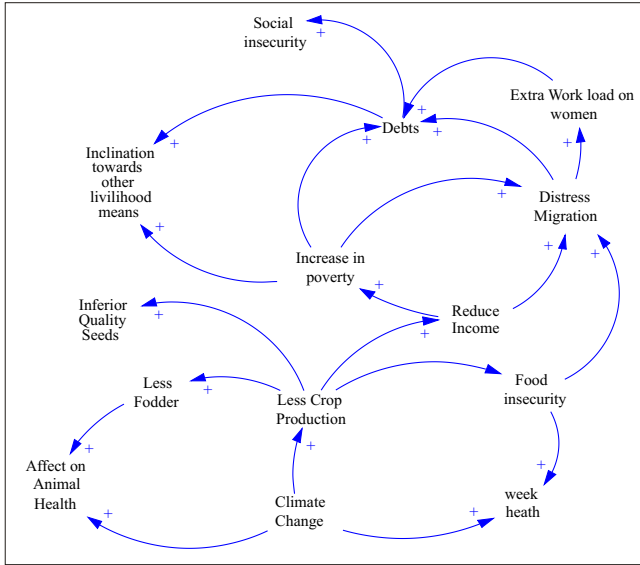 Social
insecurity
+
Extra Work load on
women
+
+
Debts
+
+
+
+
Inclination
towards
other
livilihood
means
+
+
Distress
Migration
+
+
Increase in
poverty
+
Inferior
Quality
Seeds
+
Reduce
Income
+
Less
Fodder
+
Less Crop
Production
+
+
Food
insecurity
+
Affect on
Animal
Health
+
+
Climate
Change
+
week
heath